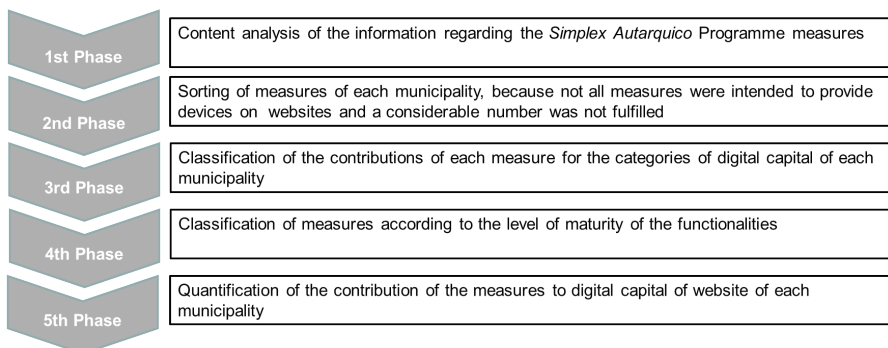 1st Phase
Content analysis of the information regarding the Simplex Autarquico Programme measures
2nd Phase
Sorting of measures of each municipality, because not all measures were intended to provide
devices on websites and a considerable number was not fulfilled
3rd Phase
Classification of the contributions of each measure for the categories of digital capital of each
municipality
4th Phase
Classification of measures according to the level of maturity of the functionalities
5th Phase
Quantification of the contribution of the measures to digital capital of website of each
municipality